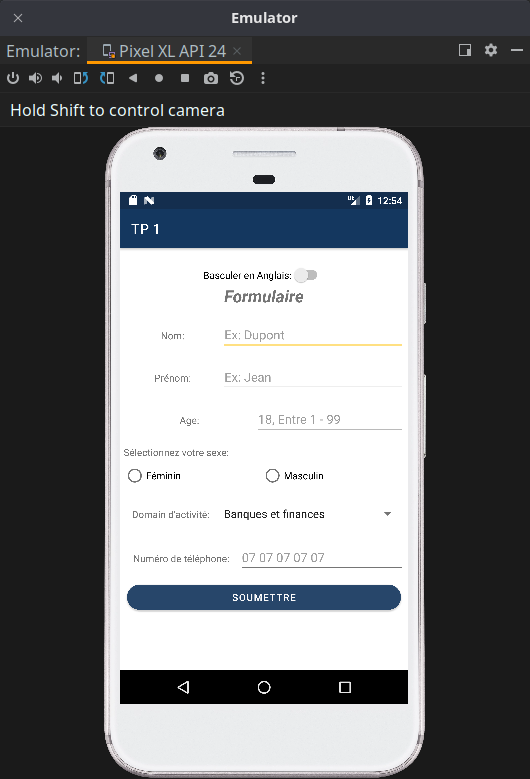 Emulator
Emulator: Pixel XL API 24
Hold Shift to control camera
12:54
TP 1
Basculer en Anglais:
Formulaire
Nom: Ex: Dupont
Prénom: Ex: Jean
Age: 18, Entre 1 - 99
Sélectionnez votre sexe:
Féminin Masculin
Domain d'activité: Banques et finances
Numéro de téléphone: 07 07 07 07 07
SOUMETTRE